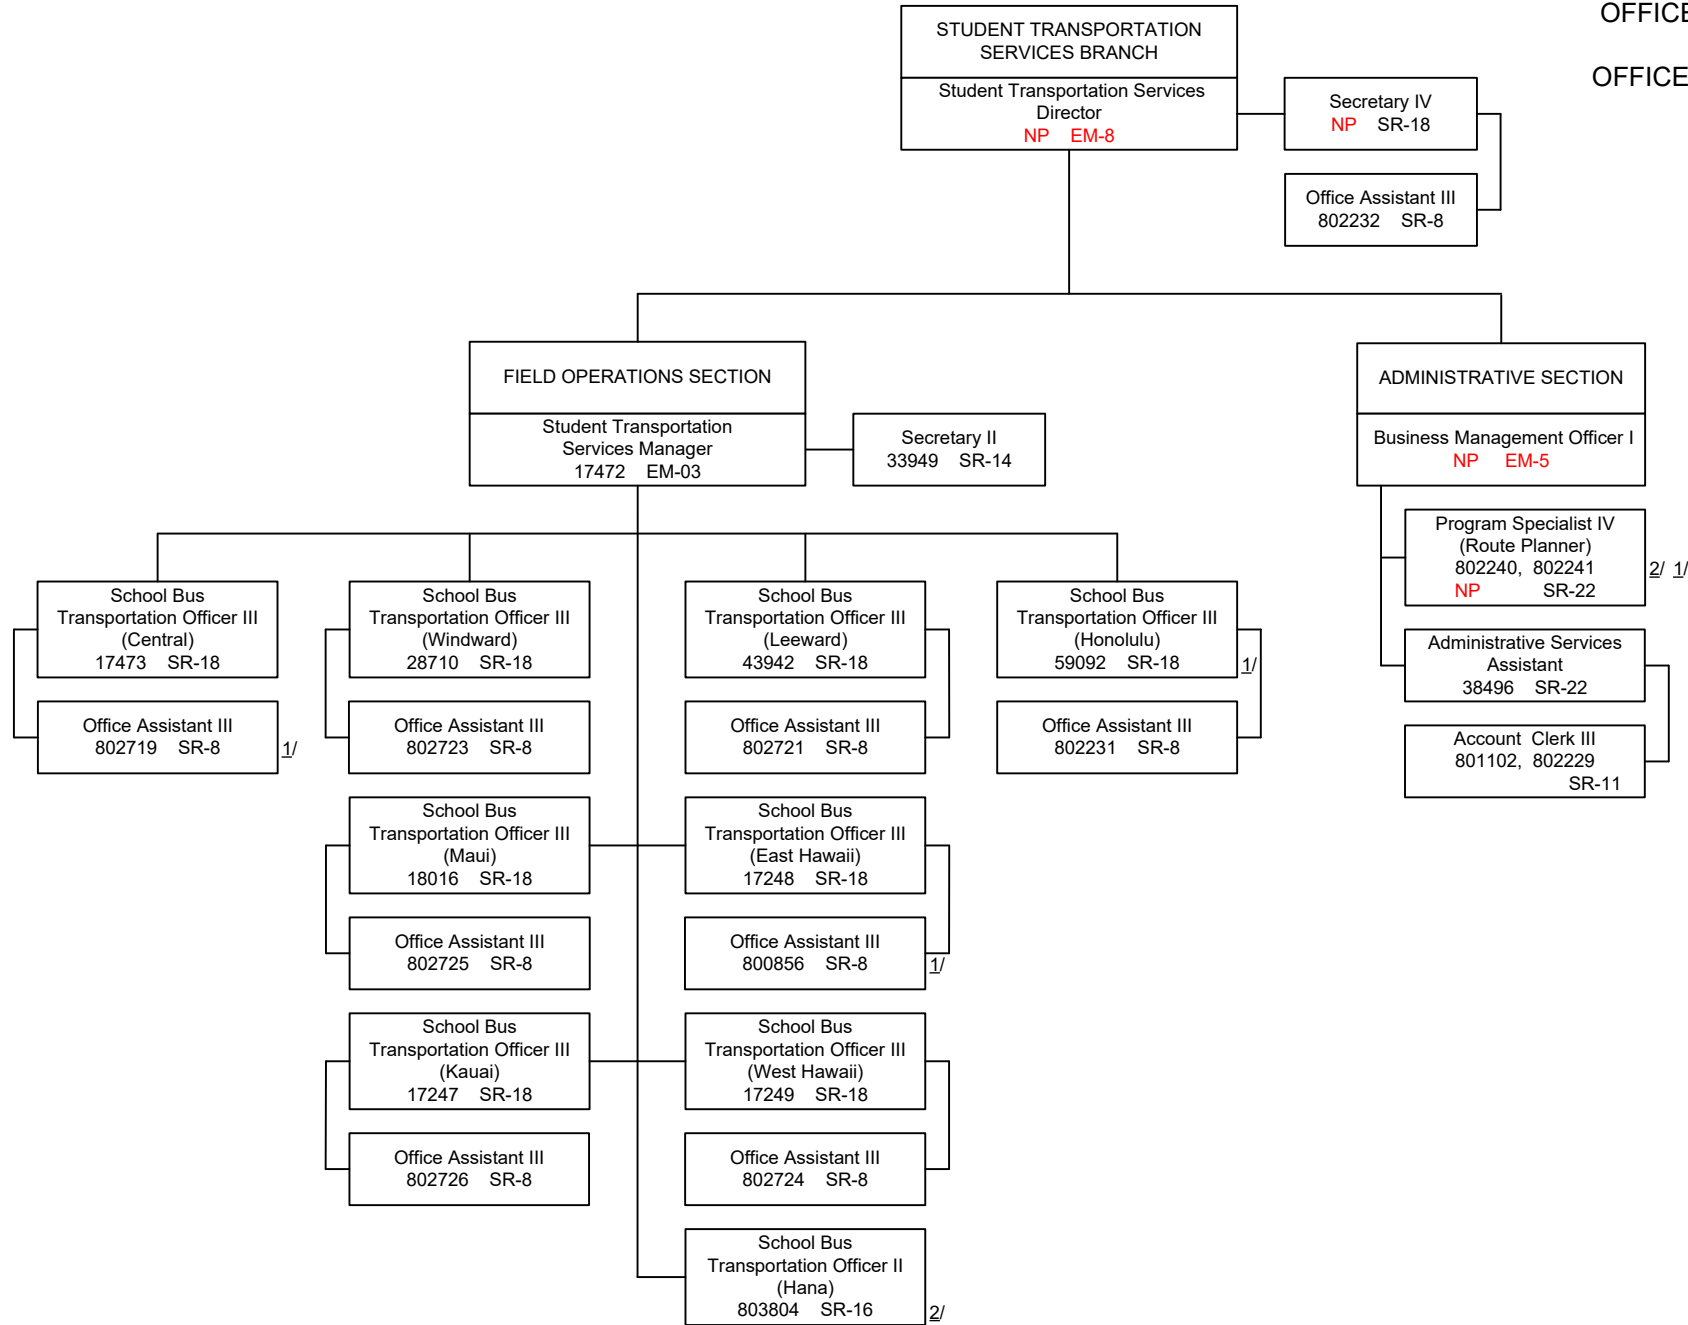 OFFICE
OFFICE
STUDENT TRANSPORTATION
SERVICES BRANCH
Student Transportation Services
Director
NP EM-8
Secretary IV
NP SR-18
Office Assistant III
802232 SR-8
FIELD OPERATIONS SECTION
Student Transportation
Services Manager
17472 EM-03
Secretary II
33949 SR-14
ADMINISTRATIVE SECTION
Business Management Officer I
NP EM-5
Program Specialist IV
(Route Planner)
802240, 802241
NP SR-22
2/ 1/
Administrative Services
Assistant
38496 SR-22
Account Clerk III
801102, 802229
SR-11
School Bus
Transportation Officer III
(Central)
17473 SR-18
Office Assistant III
802719 SR-8
1/
School Bus
Transportation Officer III
(Windward)
28710 SR-18
Office Assistant III
802723 SR-8
School Bus
Transportation Officer III
(Leeward)
43942 SR-18
Office Assistant III
802721 SR-8
School Bus
Transportation Officer III
(Honolulu)
59092 SR-18
1/
Office Assistant III
802231 SR-8
School Bus
Transportation Officer III
(Maui)
18016 SR-18
Office Assistant III
802725 SR-8
School Bus
Transportation Officer III
(East Hawaii)
17248 SR-18
Office Assistant III
800856 SR-8
1/
School Bus
Transportation Officer III
(Kauai)
17247 SR-18
Office Assistant III
802726 SR-8
School Bus
Transportation Officer III
(West Hawaii)
17249 SR-18
Office Assistant III
802724 SR-8
School Bus
Transportation Officer II
(Hana)
803804 SR-16
2/